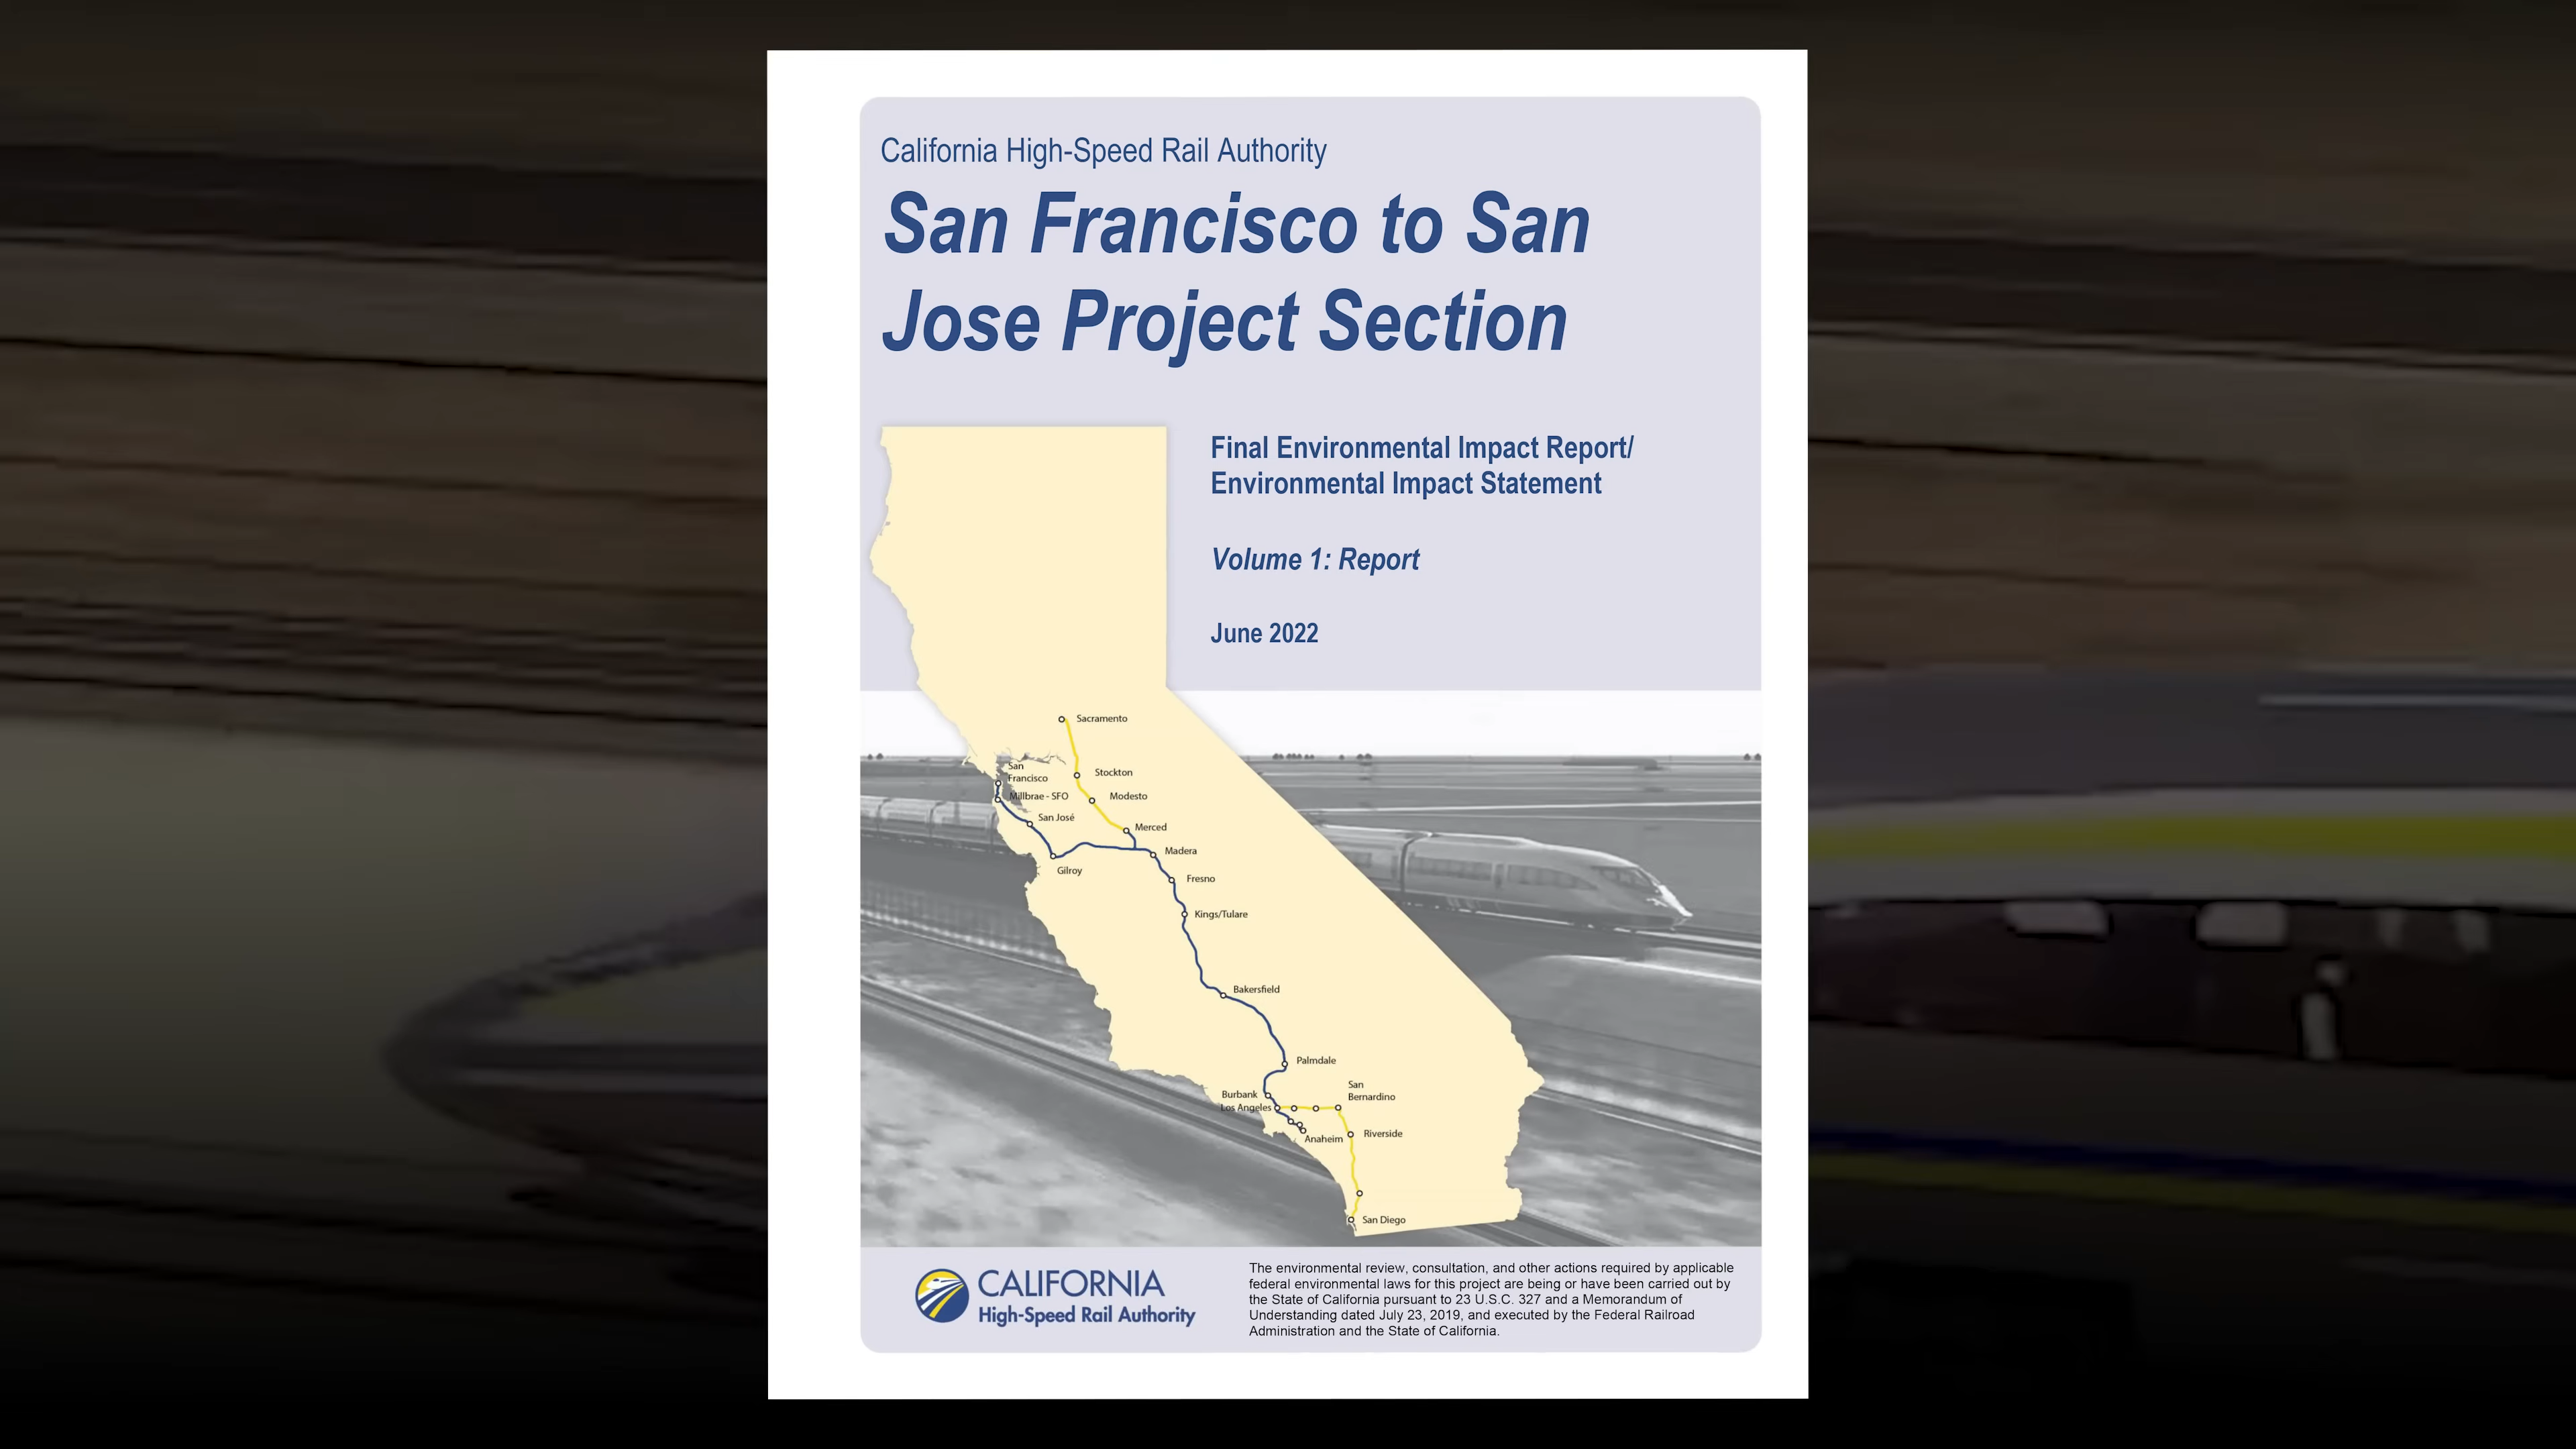 California High-Speed Rail Authority
San Francisco to San
Jose Project Section
Final Environmental Impact Report/
Environmental Impact Statement
Volume 1: Report
June 2022
Sacramento
San
Francisco
Stockton
Millbrae - SFO
Modesto
San José
Merced
Madera
Gilroy
Fresno
Kings/Tulare
Bakersfield
Palmdale
San
Bernardino
Burbank
Los Angeles
Anaheim
Riverside
San Diego
CALIFORNIA
High-Speed Rail Authority
The environmental review, consultation, and other actions required by applicable
federal environmental laws for this project are being or have been carried out by
the State of California pursuant to 23 U.S.C. 327 and a Memorandum of
Understanding dated July 23, 2019, and executed by the Federal Railroad
Administration and the State of California.